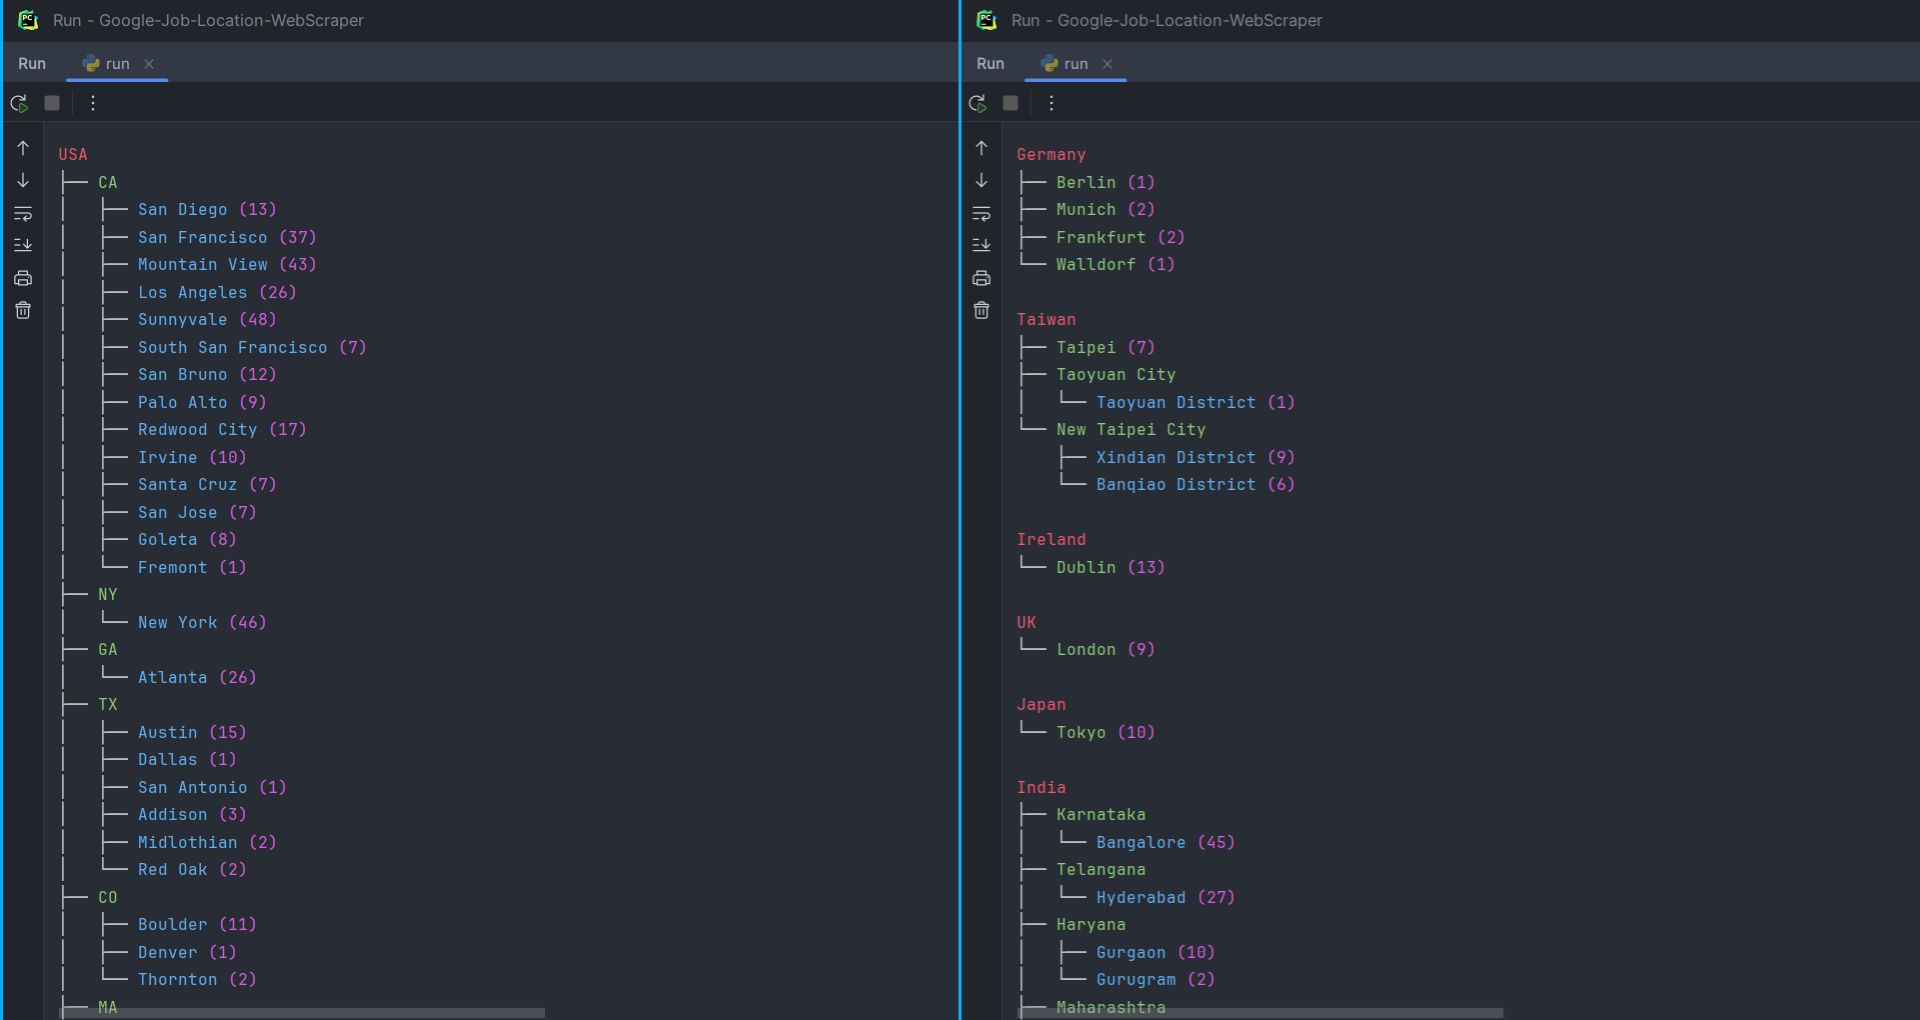 Run - Google-Job-Location-WebScraper
Run run
USA
├── CA
│   ├── San Diego (13)
│   ├── San Francisco (37)
│   ├── Mountain View (43)
│   ├── Los Angeles (26)
│   ├── Sunnyvale (48)
│   ├── South San Francisco (7)
│   ├── San Bruno (12)
│   ├── Palo Alto (9)
│   ├── Redwood City (17)
│   ├── Irvine (10)
│   ├── Santa Cruz (7)
│   ├── San Jose (7)
│   ├── Goleta (8)
│   └── Fremont (1)
├── NY
│   └── New York (46)
├── GA
│   └── Atlanta (26)
├── TX
│   ├── Austin (15)
│   ├── Dallas (1)
│   ├── San Antonio (1)
│   ├── Addison (3)
│   ├── Midlothian (2)
│   └── Red Oak (2)
├── CO
│   ├── Boulder (11)
│   ├── Denver (1)
│   └── Thornton (2)
├── MA
Run - Google-Job-Location-WebScraper
Run run
Germany
├── Berlin (1)
├── Munich (2)
├── Frankfurt (2)
└── Walldorf (1)
Taiwan
├── Taipei (7)
├── Taoyuan City
│   └── Taoyuan District (1)
└── New Taipei City
    ├── Xindian District (9)
    └── Banqiao District (6)
Ireland
└── Dublin (13)
UK
└── London (9)
Japan
└── Tokyo (10)
India
├── Karnataka
│   └── Bangalore (45)
├── Telangana
│   └── Hyderabad (27)
├── Haryana
│   ├── Gurgaon (10)
│   └── Gurugram (2)
├── Maharashtra